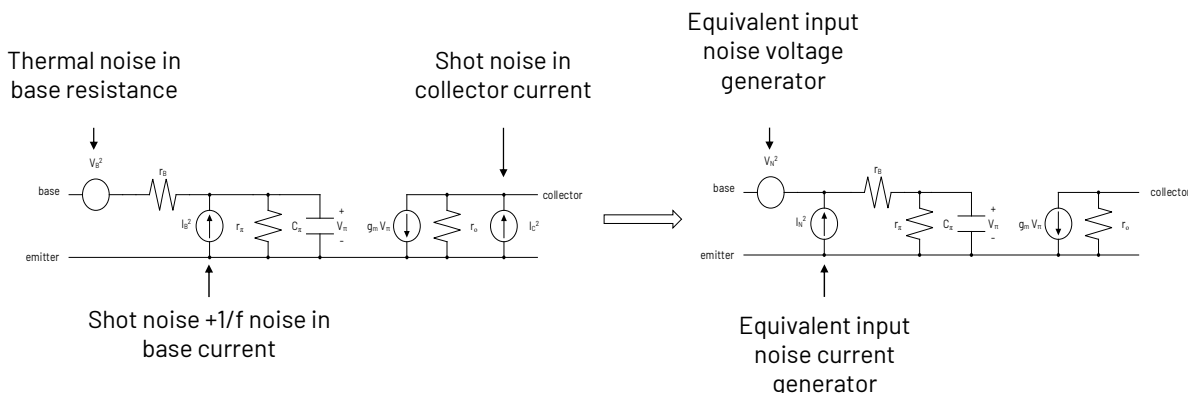 Thermal noise in
base resistance
Shot noise in
collector current
V_B²
base
r_B
I_B²
r_π
C_π
+
V_π
-
g_m V_π
r_o
I_C²
collector
emitter
Shot noise +1/f noise in
base current
Equivalent input
noise voltage
generator
V_N²
base
I_N²
r_B
r_π
C_π
+
V_π
-
g_m V_π
r_o
collector
emitter
Equivalent input
noise current
generator